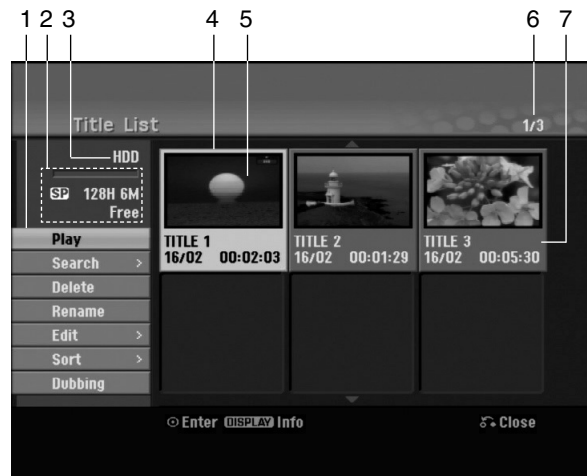 1 2 3 4 5 6 7
Title List
1/3
HDD
SP 128H 6M
Free
Play
Search >
Delete
Rename
Edit >
Sort >
Dubbing
TITLE 1
16/02 00:02:03
TITLE 2
16/02 00:01:29
TITLE 3
16/02 00:05:30
Enter DISPLAY Info
Close